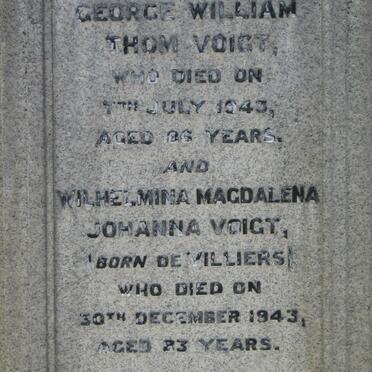 GEORGE WILLIAM
THOM VOIGT,
WHO DIED ON
7TH JULY 1943,
AGED 86 YEARS.
AND
WILHELMINA MAGDALENA
JOHANNA VOIGT,
(BORN DE VILLIERS)
WHO DIED ON
30TH DECEMBER 1943,
AGED YEARS.